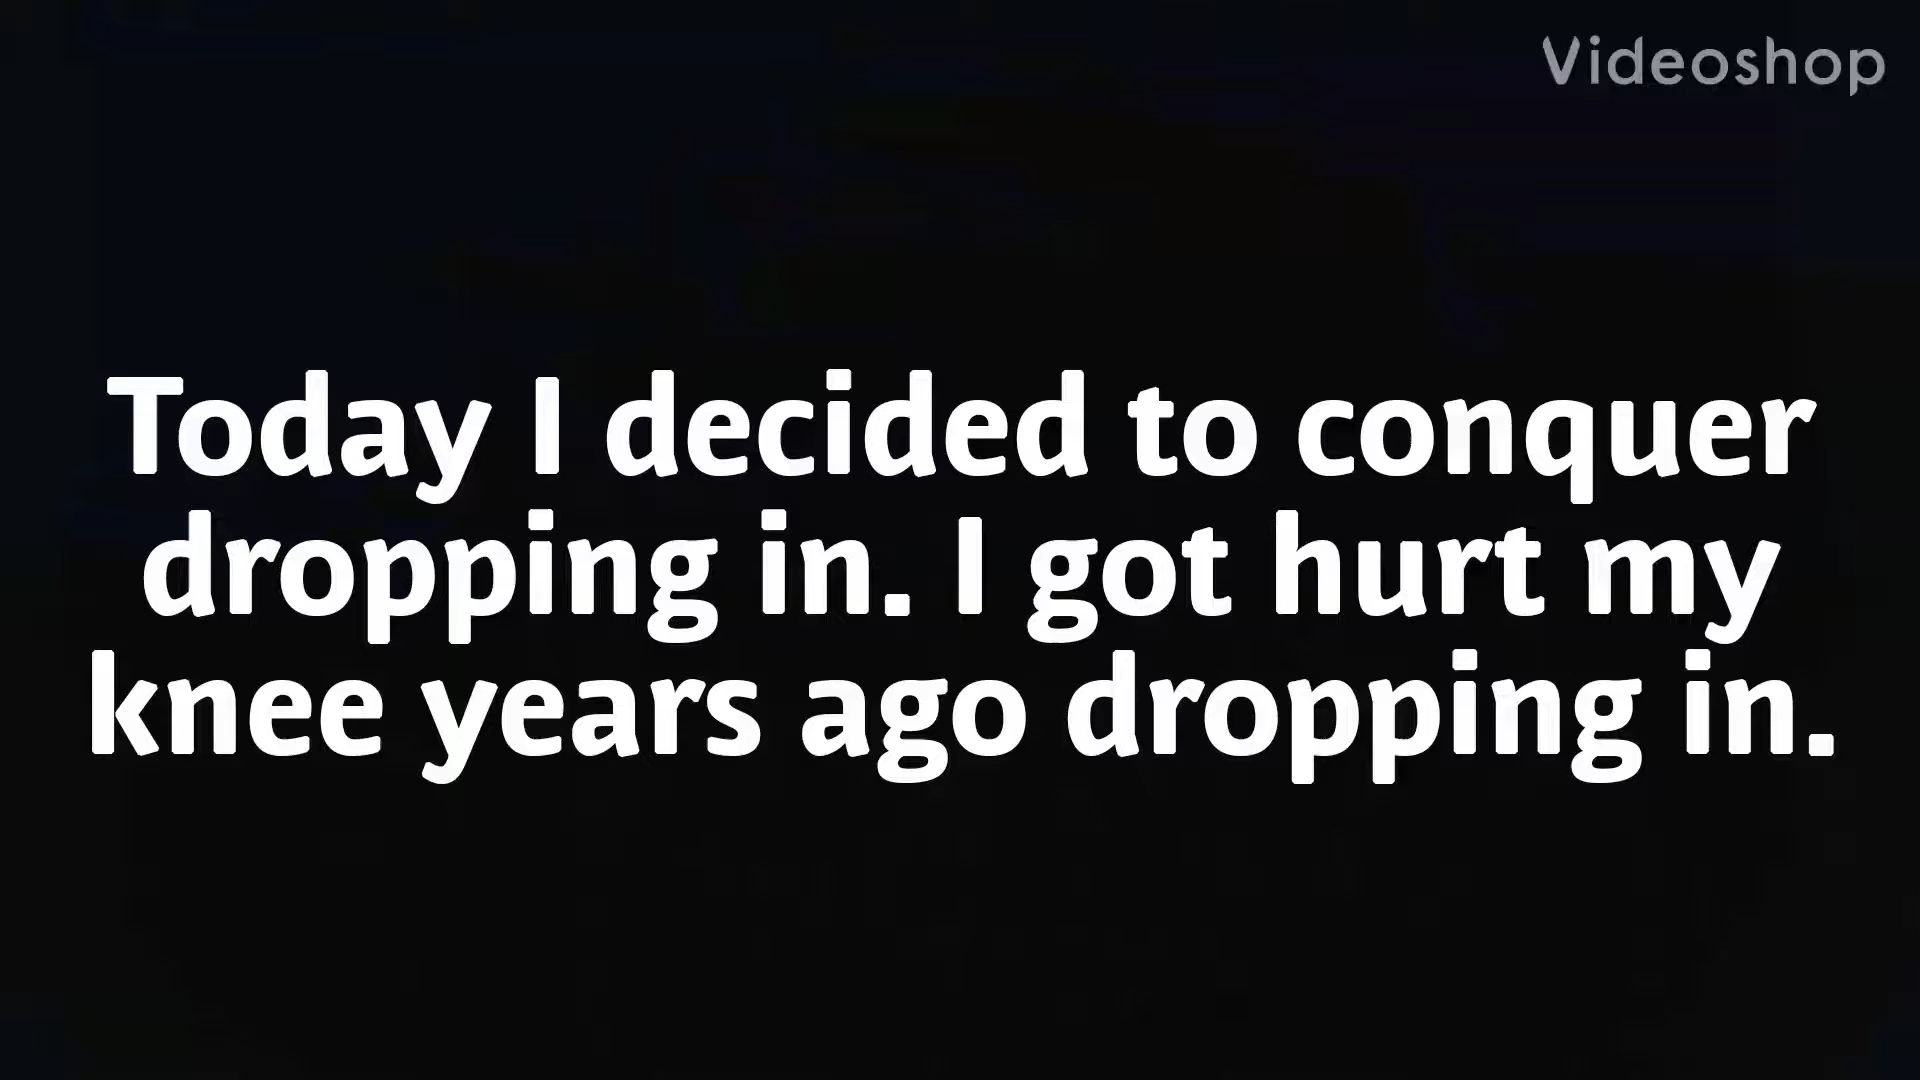 Videoshop
Today I decided to conquer
dropping in. I got hurt my
knee years ago dropping in.